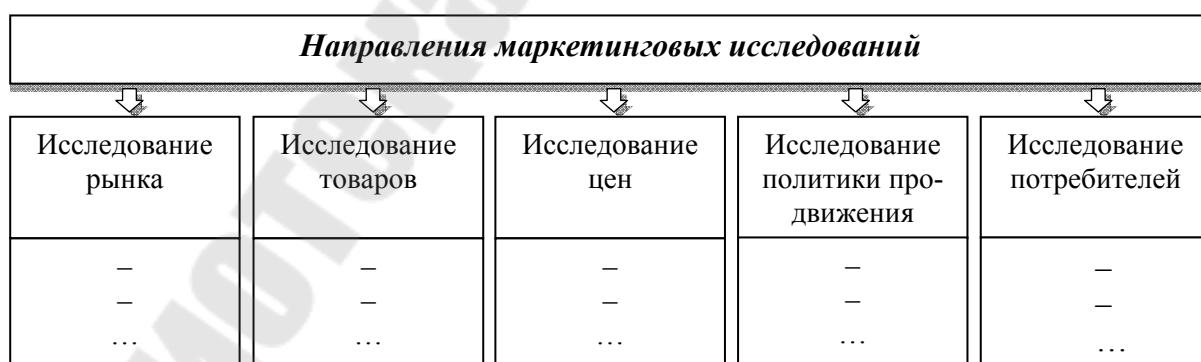 Направления маркетинговых исследований
Исследование
рынка
Исследование
товаров
Исследование
цен
Исследование
политики про-
движения
Исследование
потребителей
–
–
…
–
–
…
–
–
…
–
–
…
–
–
…